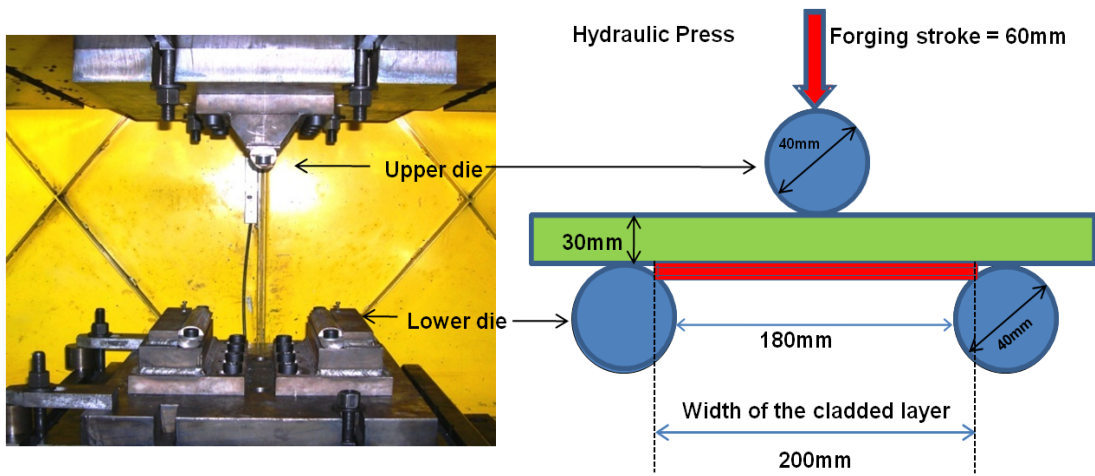 Hydraulic Press
Forging stroke = 60mm
40mm
Upper die
30mm
Lower die
180mm
40mm
Width of the cladded layer
200mm